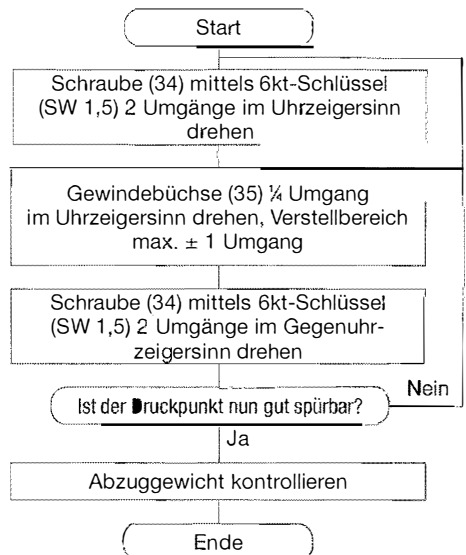 Start
Schraube (34) mittels 6kt-Schlüssel
(SW 1,5) 2 Umgänge im Uhrzeigersinn
drehen
Gewindebüchse (35) ¼ Umgang
im Uhrzeigersinn drehen, Verstellbereich
max. ± 1 Umgang
Schraube (34) mittels 6kt-Schlüssel
(SW 1,5) 2 Umgänge im Gegenuhr-
zeigersinn drehen
Nein
Ist der Druckpunkt nun gut spürbar?
Ja
Abzuggewicht kontrollieren
Ende